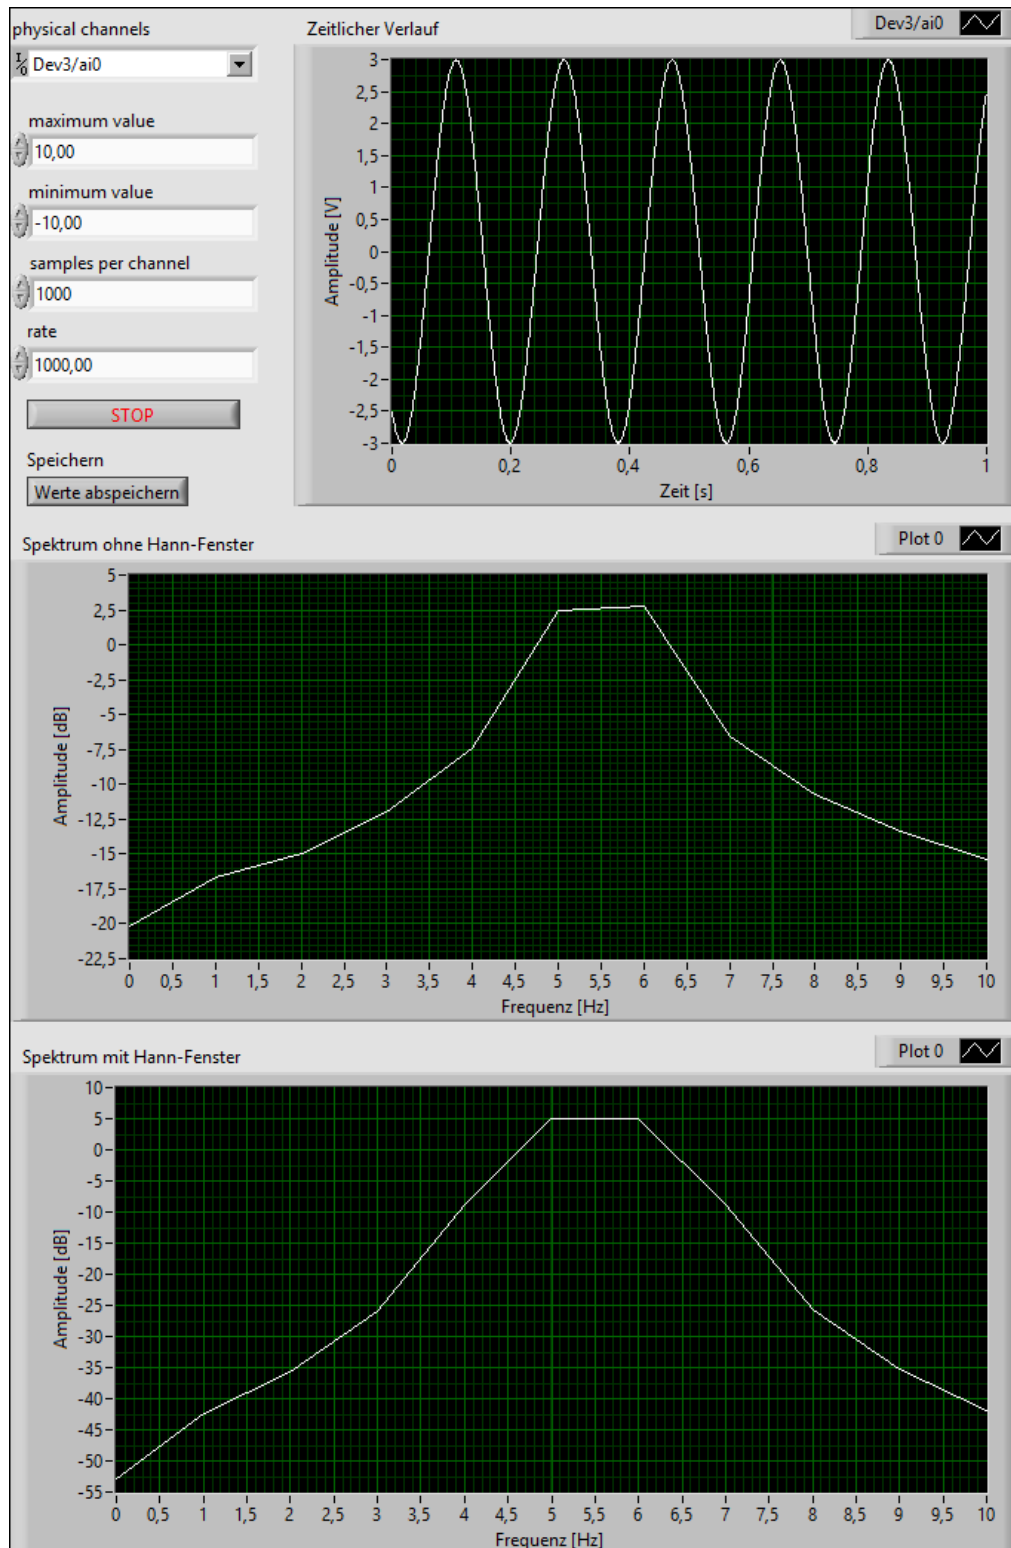 physical channels
I/0 Dev3/ai0
maximum value
10,00
minimum value
-10,00
samples per channel
1000
rate
1000,00
STOP
Speichern
Werte abspeichern
Zeitlicher Verlauf
Dev3/ai0
3
2,5
2
1,5
1
0,5
0
-0,5
-1
-1,5
-2
-2,5
-3
Amplitude [V]
0 0,2 0,4 0,6 0,8 1
Zeit [s]
Spektrum ohne Hann-Fenster
Plot 0
5
2,5
0
-2,5
-5
-7,5
-10
-12,5
-15
-17,5
-20
-22,5
Amplitude [dB]
0 0,5 1 1,5 2 2,5 3 3,5 4 4,5 5 5,5 6 6,5 7 7,5 8 8,5 9 9,5 10
Frequenz [Hz]
Spektrum mit Hann-Fenster
Plot 0
10
5
0
-5
-10
-15
-20
-25
-30
-35
-40
-45
-50
-55
Amplitude [dB]
0 0,5 1 1,5 2 2,5 3 3,5 4 4,5 5 5,5 6 6,5 7 7,5 8 8,5 9 9,5 10
Frequenz [Hz]